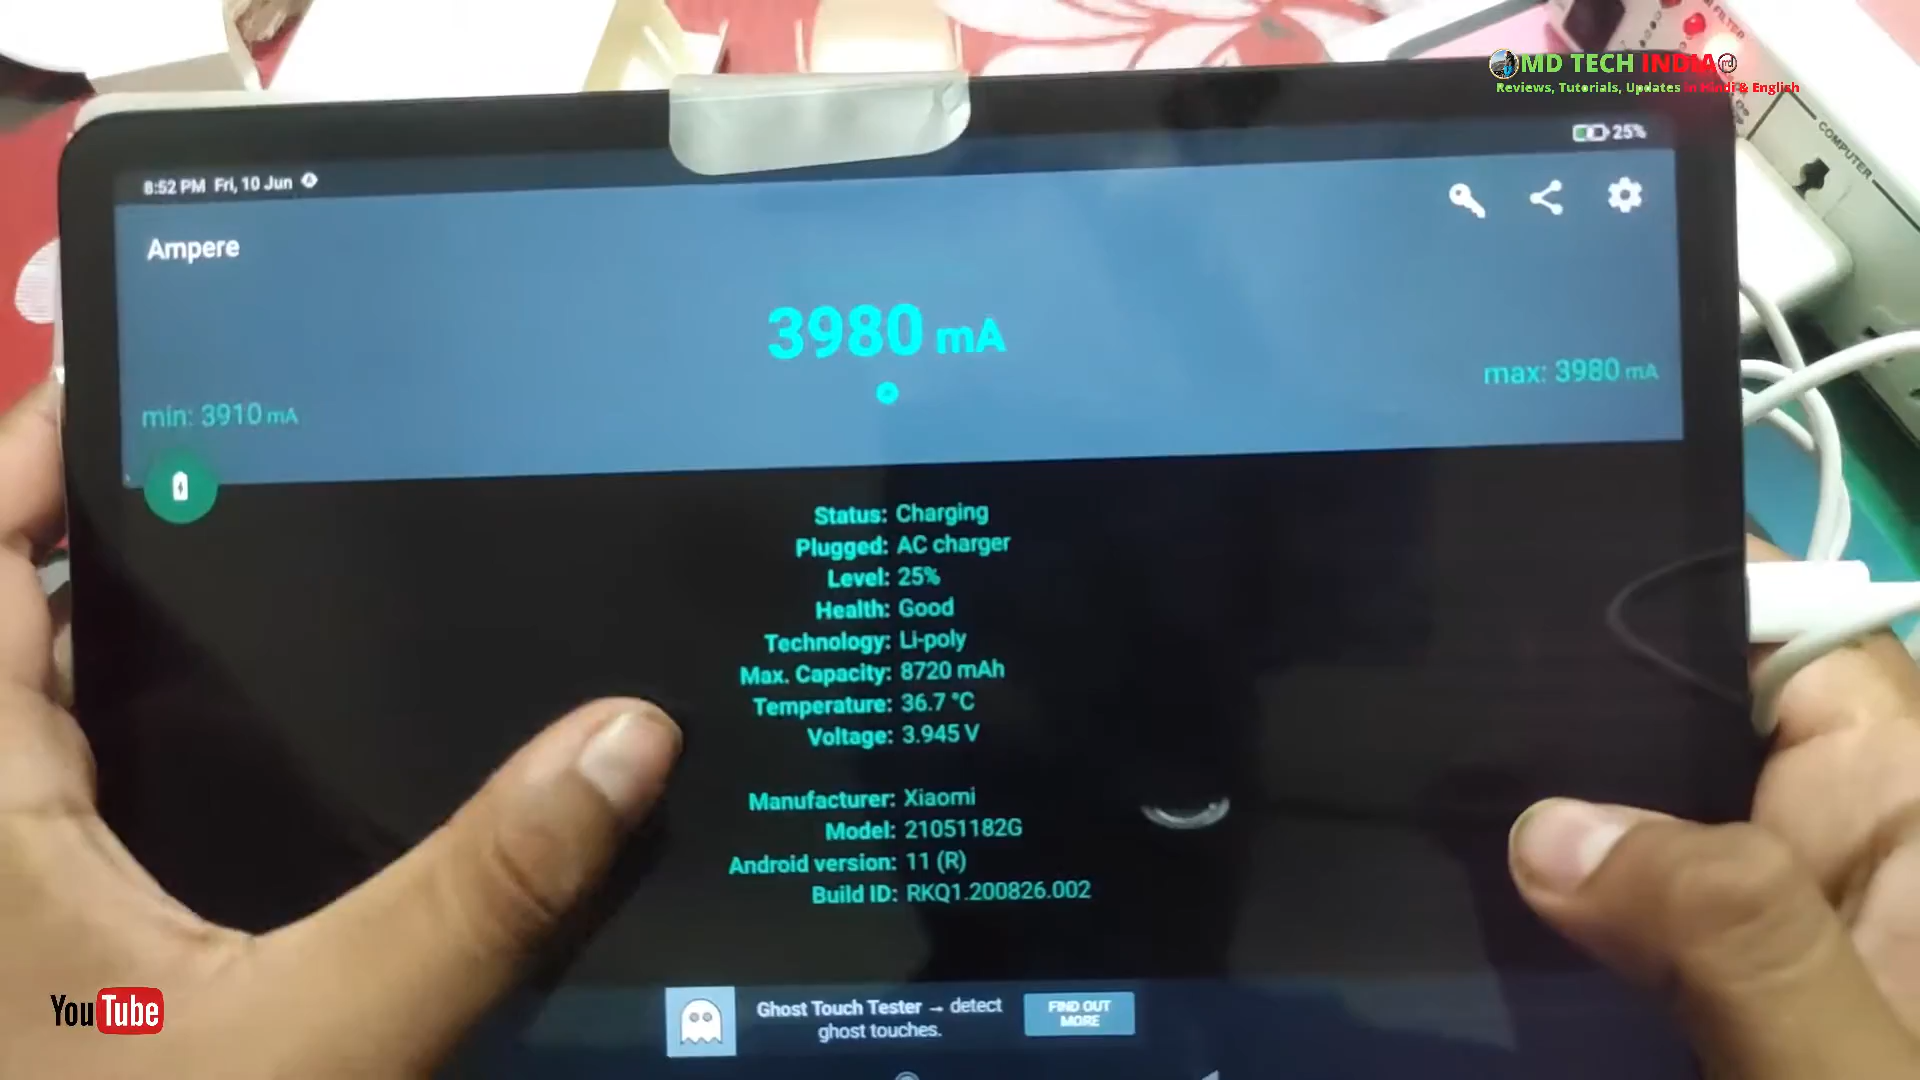 MD TECH INDIA
Reviews, Tutorials, Updates in Hindi & English
COMPUTER
8:52 PM Fri, 10 Jun
25%
Ampere
3980 mA
min: 3910 mA
max: 3980 mA
Status: Charging
Plugged: AC charger
Level: 25%
Health: Good
Technology: Li-poly
Max. Capacity: 8720 mAh
Temperature: 36.7 °C
Voltage: 3.945 V
Manufacturer: Xiaomi
Model: 21051182G
Android version: 11 (R)
Build ID: RKQ1.200826.002
Ghost Touch Tester → detect
ghost touches.
FIND OUT
MORE
YouTube